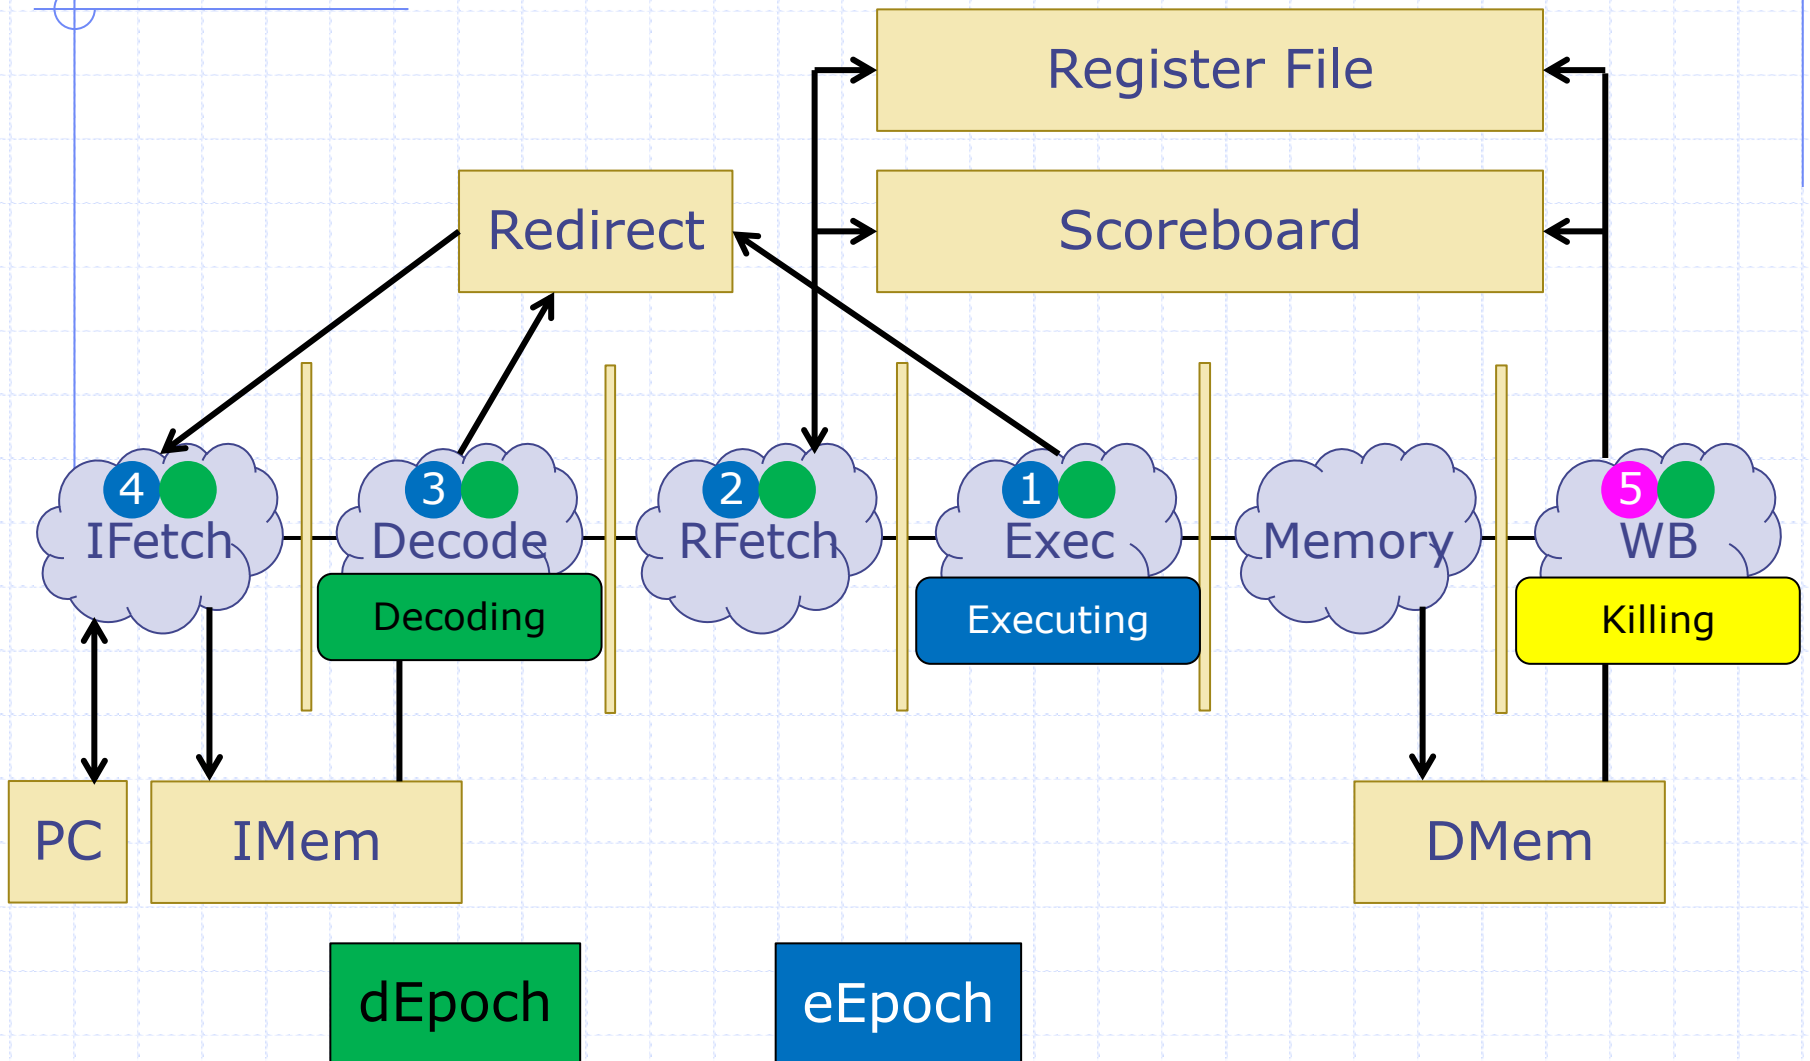 Register File
Redirect
Scoreboard
4
3
2
1
5
IFetch
Decode
RFetch
Exec
Memory
WB
Decoding
Executing
Killing
PC
IMem
DMem
dEpoch
eEpoch